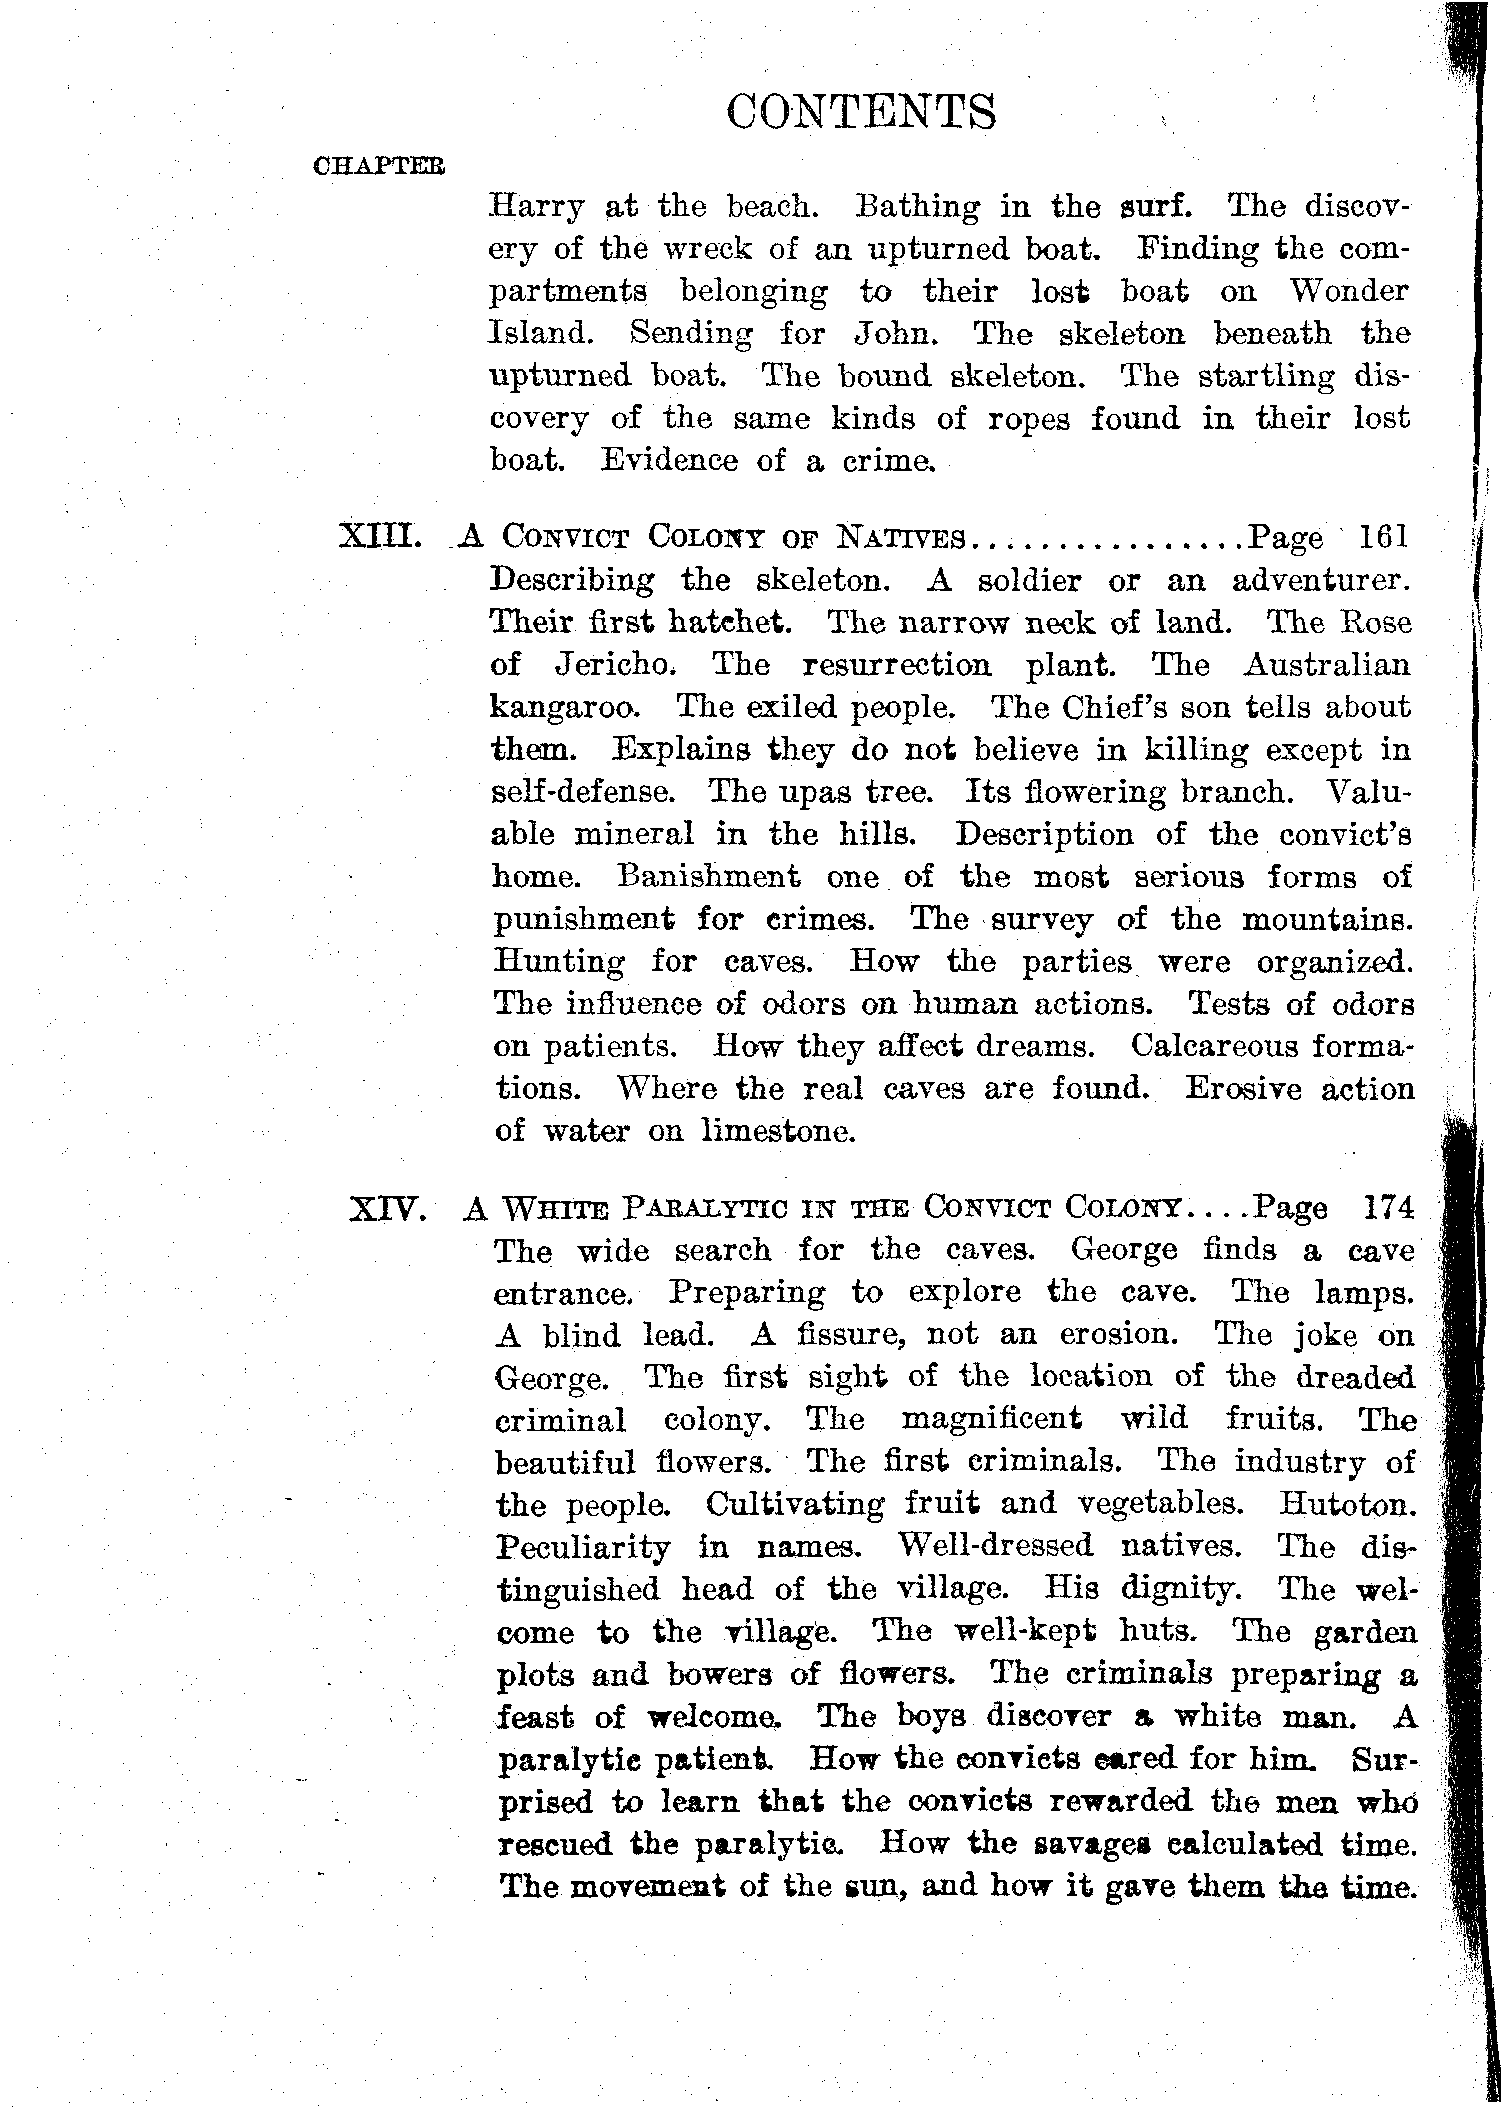 CONTENTS
CHAPTER
Harry at the beach. Bathing in the surf. The discov-
ery of the wreck of an upturned boat. Finding the com-
partments belonging to their lost boat on Wonder
Island. Sending for John. The skeleton beneath the
upturned boat. The bound skeleton. The startling dis-
covery of the same kinds of ropes found in their lost
boat. Evidence of a crime.
XIII. A CONVICT COLONY OF NATIVES................Page 161
Describing the skeleton. A soldier or an adventurer.
Their first hatchet. The narrow neck of land. The Rose
of Jericho. The resurrection plant. The Australian
kangaroo. The exiled people. The Chief's son tells about
them. Explains they do not believe in killing except in
self-defense. The upas tree. Its flowering branch. Valu-
able mineral in the hills. Description of the convict's
home. Banishment one of the most serious forms of
punishment for crimes. The survey of the mountains.
Hunting for caves. How the parties were organized.
The influence of odors on human actions. Tests of odors
on patients. How they affect dreams. Calcareous forma-
tions. Where the real caves are found. Erosive action
of water on limestone.
XIV. A WHITE PARALYTIC IN THE CONVICT COLONY....Page 174
The wide search for the caves. George finds a cave
entrance. Preparing to explore the cave. The lamps.
A blind lead. A fissure, not an erosion. The joke on
George. The first sight of the location of the dreaded
criminal colony. The magnificent wild fruits. The
beautiful flowers. The first criminals. The industry of
the people. Cultivating fruit and vegetables. Hutoton.
Peculiarity in names. Well-dressed natives. The dis-
tinguished head of the village. His dignity. The wel-
come to the village. The well-kept huts. The garden
plots and bowers of flowers. The criminals preparing a
feast of welcome. The boys discover a white man. A
paralytic patient. How the convicts cared for him. Sur-
prised to learn that the convicts rewarded the men who
rescued the paralytic. How the savages calculated time.
The movement of the sun, and how it gave them the time.